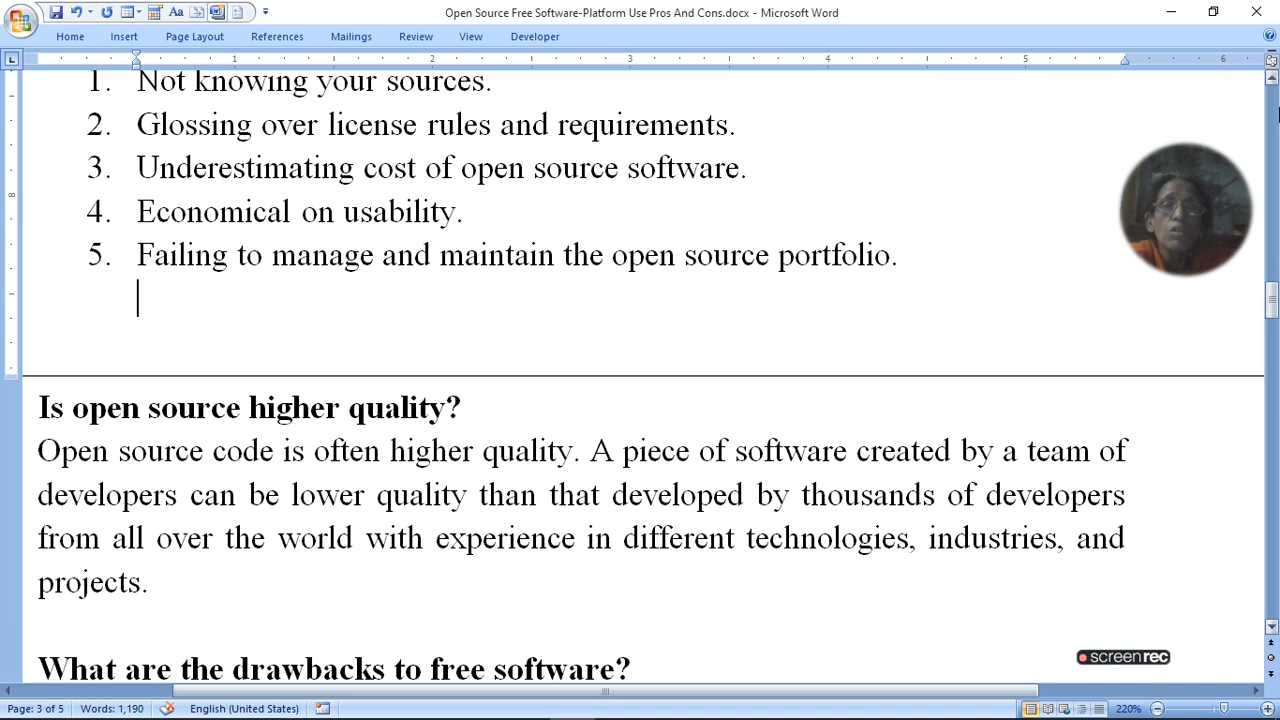 Open Source Free Software-Platform Use Pros And Cons.docx - Microsoft Word
Home Insert Page Layout References Mailings Review View Developer
1 2 3 4 5 6
1. Not knowing your sources.
2. Glossing over license rules and requirements.
3. Underestimating cost of open source software.
4. Economical on usability.
5. Failing to manage and maintain the open source portfolio.
Is open source higher quality?
Open source code is often higher quality. A piece of software created by a team of
developers can be lower quality than that developed by thousands of developers
from all over the world with experience in different technologies, industries, and
projects.
What are the drawbacks to free software?
screenrec
Page: 3 of 5 Words: 1,190 English (United States) 220%